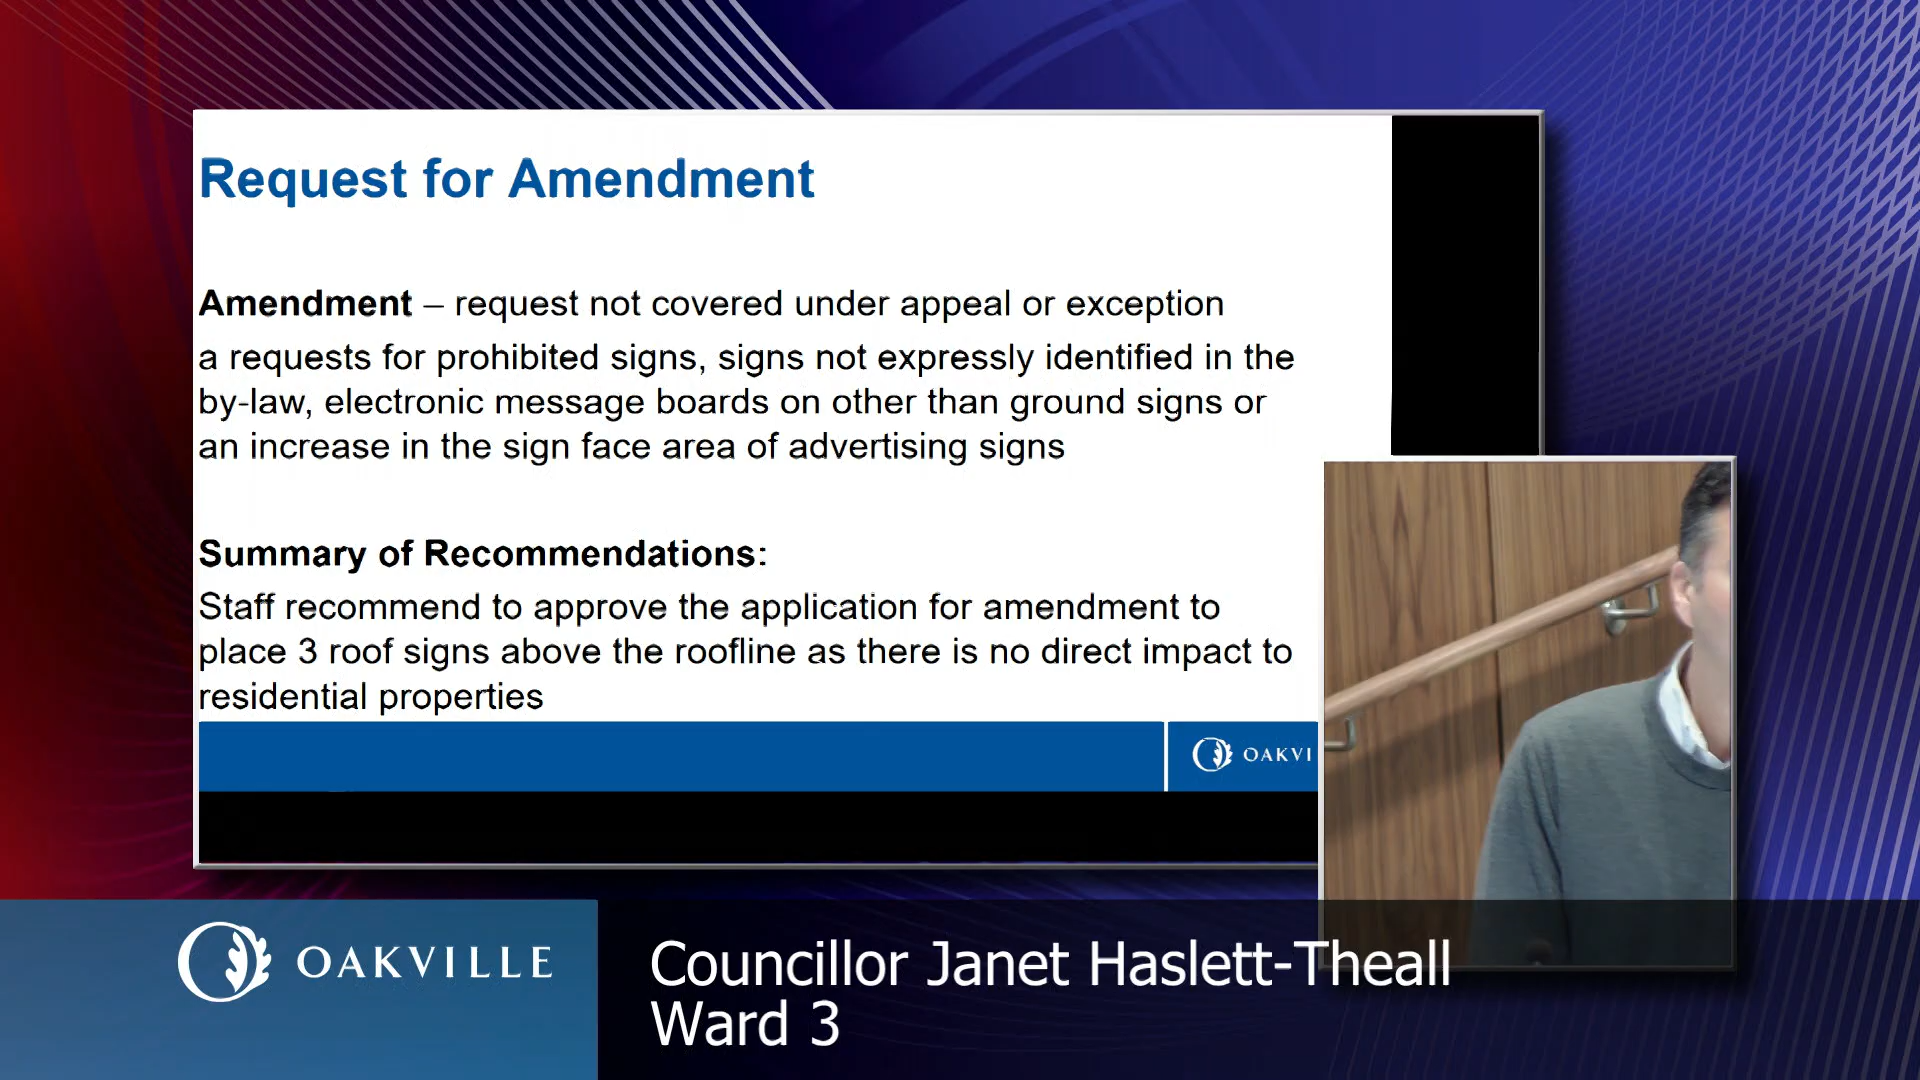 Request for Amendment
Amendment – request not covered under appeal or exception
a requests for prohibited signs, signs not expressly identified in the
by-law, electronic message boards on other than ground signs or
an increase in the sign face area of advertising signs
Summary of Recommendations:
Staff recommend to approve the application for amendment to
place 3 roof signs above the roofline as there is no direct impact to
residential properties
OAKVI
OAKVILLE
Councillor Janet Haslett-Theall
Ward 3